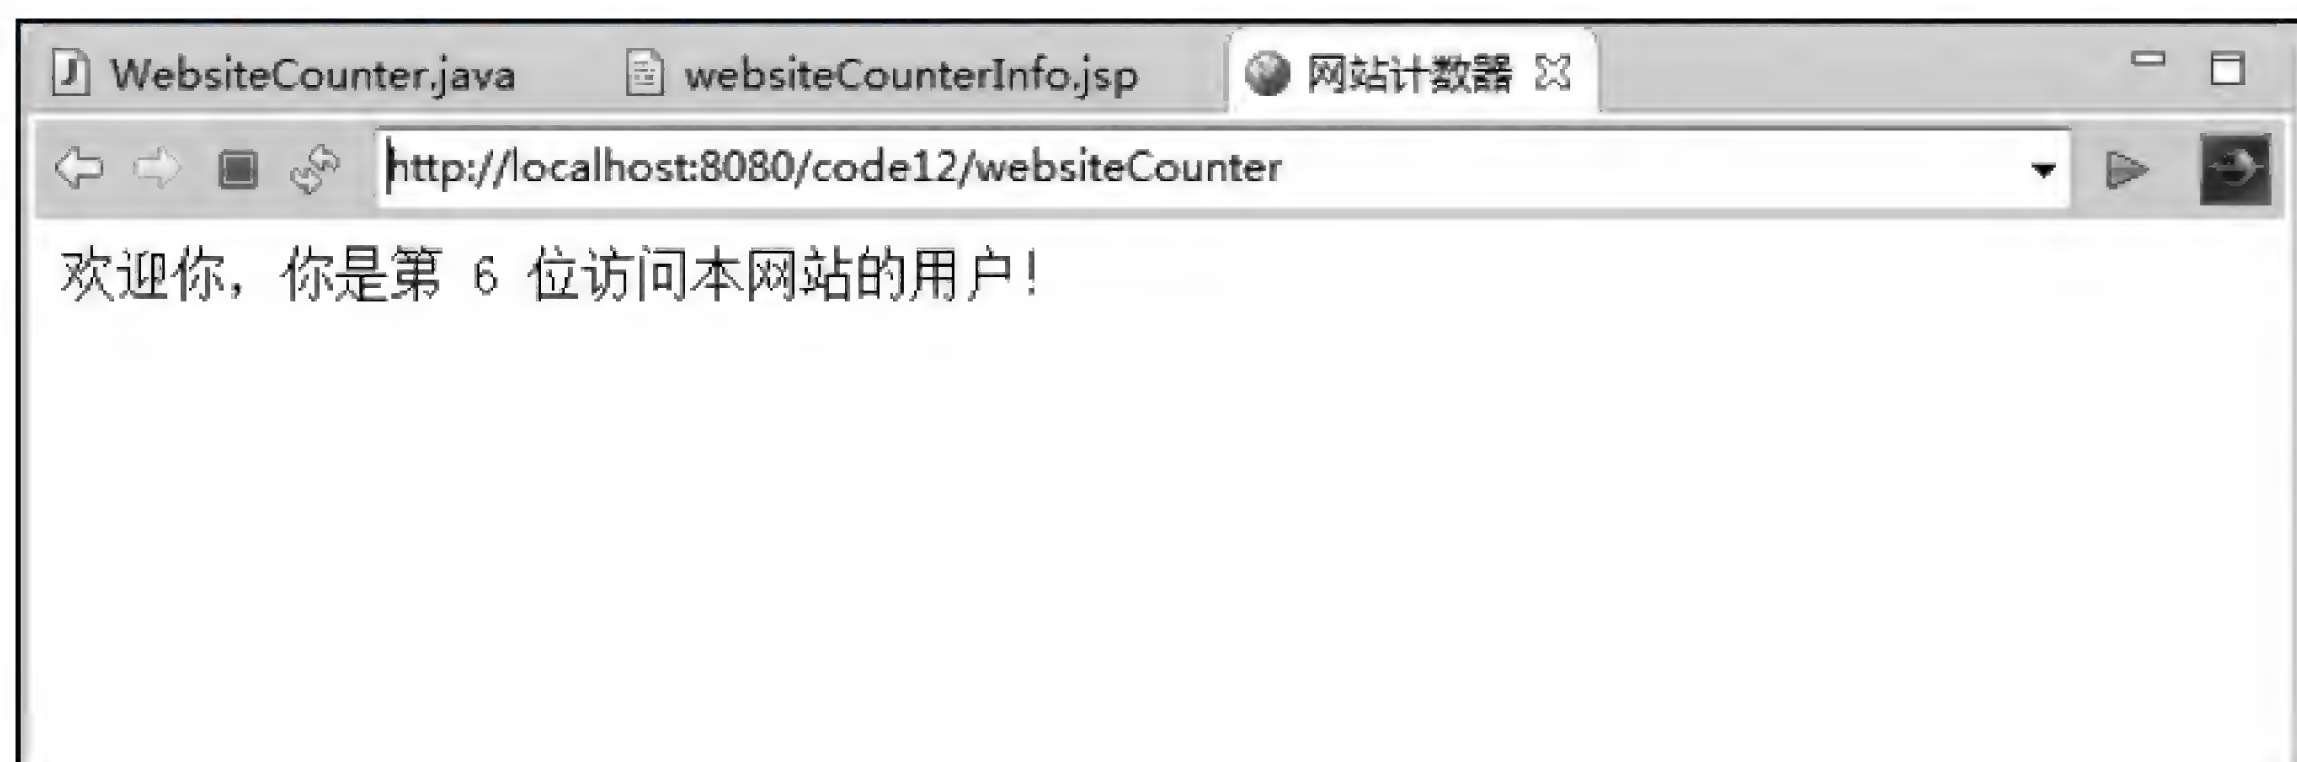 WebsiteCounter.java websiteCounterInfo.jsp 网站计数器
http://localhost:8080/code12/websiteCounter
欢迎你，你是第 6 位访问本网站的用户！